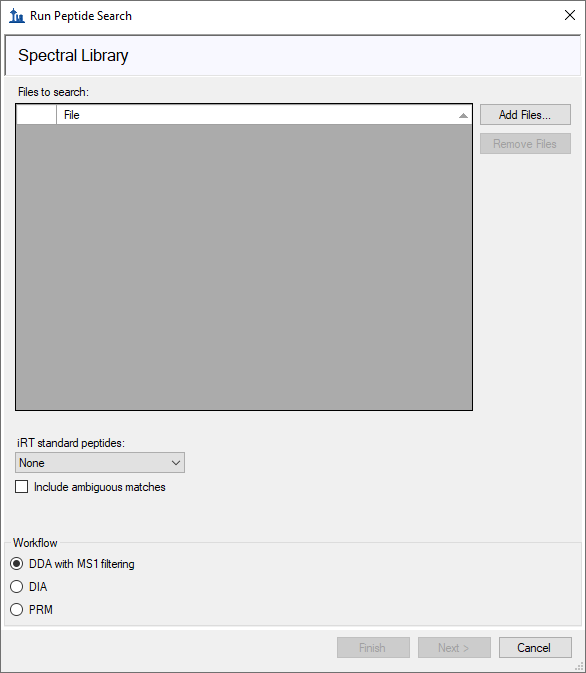 Run Peptide Search
Spectral Library
Files to search:
File
Add Files...
Remove Files
iRT standard peptides:
None
Include ambiguous matches
Workflow
DDA with MS1 filtering
DIA
PRM
Finish
Next >
Cancel